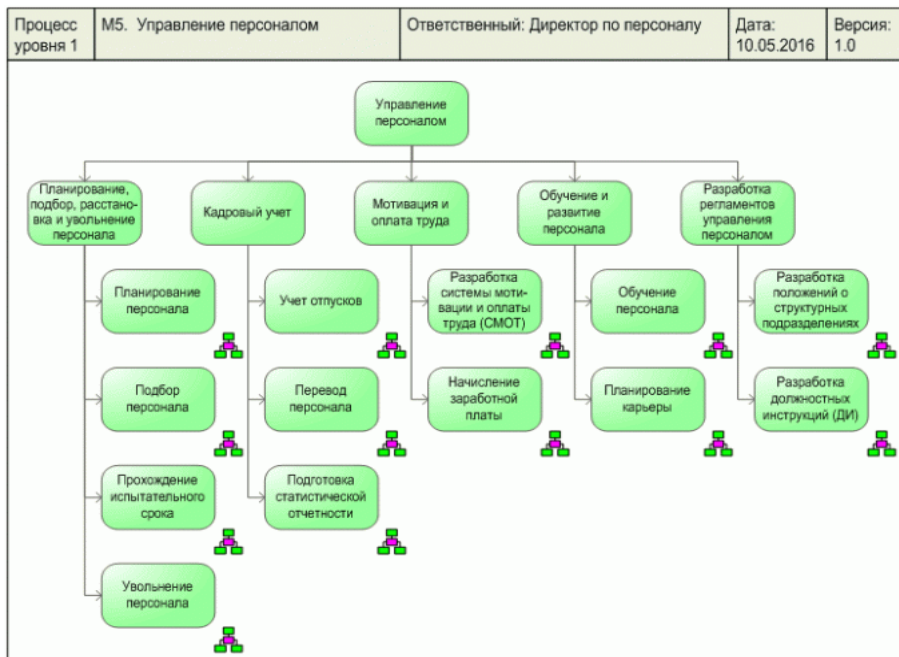 Процесс
уровня 1
М5. Управление персоналом
Ответственный: Директор по персоналу
Дата:
10.05.2016
Версия:
1.0
Управление
персоналом
Планирование,
подбор, расстано-
вка и увольнение
персонала
Кадровый учет
Мотивация и
оплата труда
Обучение и
развитие
персонала
Разработка
регламентов
управления
персоналом
Планирование
персонала
Учет отпусков
Разработка
системы моти-
вации и оплаты
труда (СМОТ)
Обучение
персонала
Разработка
положений о
структурных
подразделениях
Подбор
персонала
Перевод
персонала
Начисление
заработной
платы
Планирование
карьеры
Разработка
должностных
инструкций (ДИ)
Прохождение
испытательного
срока
Подготовка
статистической
отчетности
Увольнение
персонала